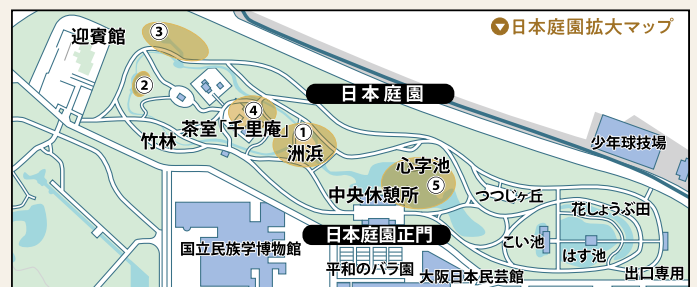 日本庭園拡大マップ
迎賓館
③
②
日本庭園
④
茶室「千里庵」
①
竹林
洲浜
少年球技場
心字池
⑤
中央休憩所
つつじヶ丘
花しょうぶ田
日本庭園正門
こい池
国立民族学博物館
はす池
平和のバラ園
大阪日本民芸館
出口専用